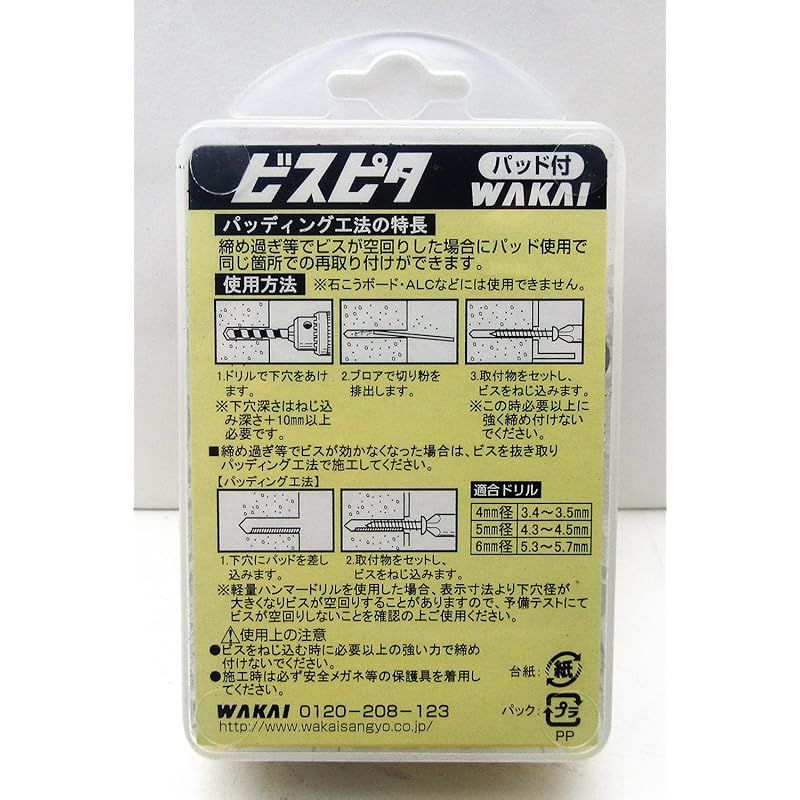 ビスピタ
パッド付
WAKAI
パッディング工法の特長
締め過ぎ等でビスが空回りした場合にパッド使用で
同じ箇所での再取り付けができます。
使用方法 ※石こうボード・ALCなどには使用できません。
1.ドリルで下穴をあけ
ます。
※下穴深さはねじ込
み深さ+10mm以上
必要です。
2.ブロアで切り粉を
排出します。
3.取付物をセットし、
ビスをねじ込みます。
※この時必要以上に
強く締め付けない
でください。
■締め過ぎ等でビスが効かなくなった場合は、ビスを抜き取り
パッディング工法で施工してください。
【パッディング工法】
1.下穴にパッドを差し
込みます。
2.取付物をセットし、
ビスをねじ込みます。
適合ドリル
4mm径 3.4～3.5mm
5mm径 4.3～4.5mm
6mm径 5.3～5.7mm
※軽量ハンマードリルを使用した場合、表示寸法より下穴径が
大きくなりビスが空回りすることがありますので、予備テストにて
ビスが空回りしないことを確認の上ご使用ください。
⚠使用上の注意
●ビスをねじ込む時に必要以上の強い力で締め
付けないでください。
●施工時は必ず安全メガネ等の保護具を着用し
てください。
台紙: 紙
パック: プラ
PP
WAKAI 0120-208-123
http://www.wakaisangyo.co.jp/